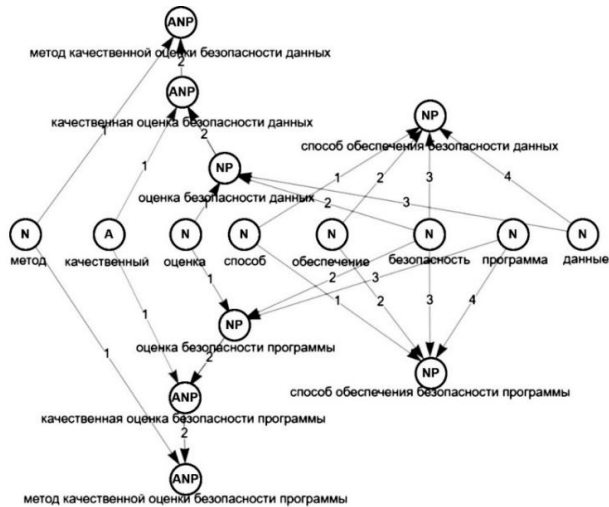 ANP
метод качественной оценки безопасности данных
2
ANP
качественная оценка безопасности данных
1
2
NP
способ обеспечения безопасности данных
1
NP
1
2
3
4
оценка безопасности данных
1
2
3
N
A
N
N
N
N
N
N
метод
качественный
оценка
способ
обеспечение
безопасность
программа
данные
1
2
3
1
2
3
4
1
NP
оценка безопасности программы
1
2
NP
способ обеспечения безопасности программы
ANP
качественная оценка безопасности программы
2
ANP
метод качественной оценки безопасности программы